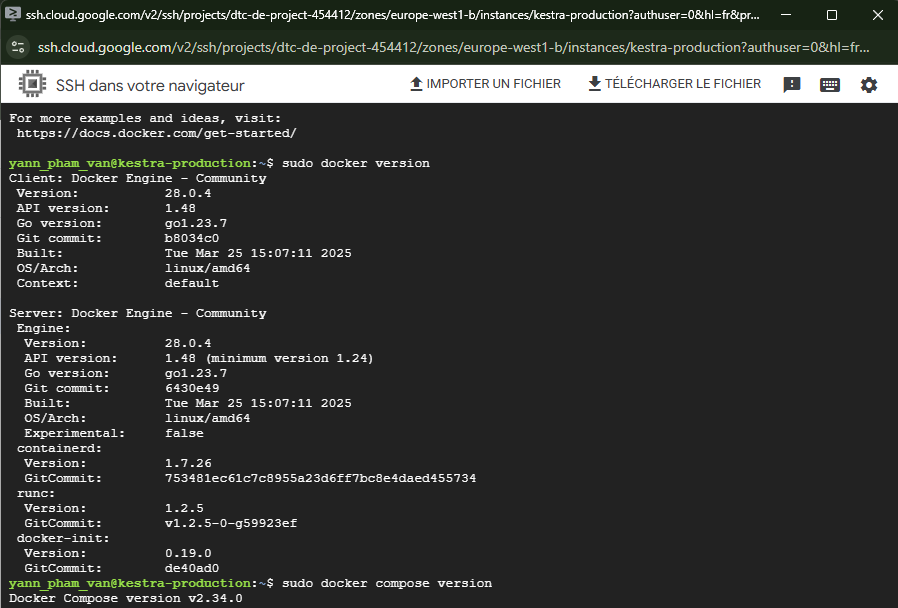 ssh.cloud.google.com/v2/ssh/projects/dtc-de-project-454412/zones/europe-west1-b/instances/kestra-production?authuser=0&hl=fr&pr...
ssh.cloud.google.com/v2/ssh/projects/dtc-de-project-454412/zones/europe-west1-b/instances/kestra-production?authuser=0&hl=fr...
SSH dans votre navigateur
IMPORTER UN FICHIER
TÉLÉCHARGER LE FICHIER
For more examples and ideas, visit:
https://docs.docker.com/get-started/
yann_pham_van@kestra-production:~$ sudo docker version
Client: Docker Engine - Community
Version: 28.0.4
API version: 1.48
Go version: go1.23.7
Git commit: b8034c0
Built: Tue Mar 25 15:07:11 2025
OS/Arch: linux/amd64
Context: default
Server: Docker Engine - Community
Engine:
Version: 28.0.4
API version: 1.48 (minimum version 1.24)
Go version: go1.23.7
Git commit: 6430e49
Built: Tue Mar 25 15:07:11 2025
OS/Arch: linux/amd64
Experimental: false
containerd:
Version: 1.7.26
GitCommit: 753481ec61c7c8955a23d6ff7bc8e4daed455734
runc:
Version: 1.2.5
GitCommit: v1.2.5-0-g59923ef
docker-init:
Version: 0.19.0
GitCommit: de40ad0
yann_pham_van@kestra-production:~$ sudo docker compose version
Docker Compose version v2.34.0